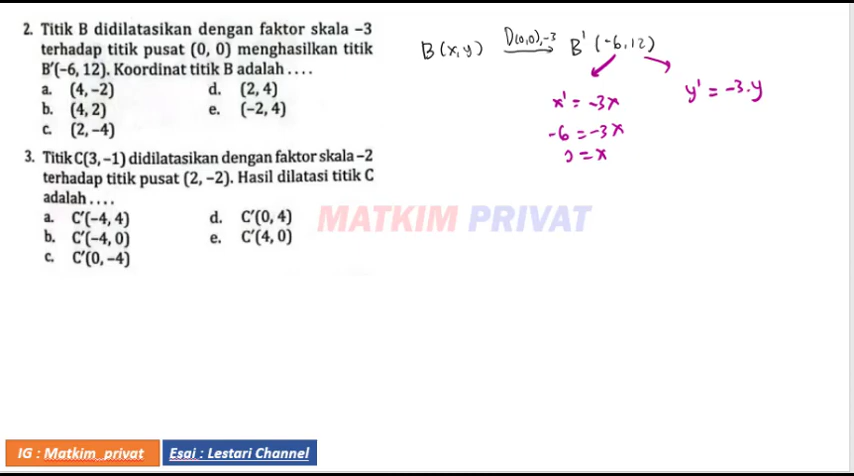 2. Titik B didilatasikan dengan faktor skala −3
terhadap titik pusat (0, 0) menghasilkan titik
B′(−6, 12). Koordinat titik B adalah . . . .
a. (4, −2) d. (2, 4)
b. (4, 2) e. (−2, 4)
c. (2, −4)
3. Titik C(3, −1) didilatasikan dengan faktor skala −2
terhadap titik pusat (2, −2). Hasil dilatasi titik C
adalah . . . .
a. C′(−4, 4) d. C′(0, 4)
b. C′(−4, 0) e. C′(4, 0)
c. C′(0, −4)
B(x,y) D(0,0),-3 B' (-6,12)
x' = -3x
-6 = -3x
= x
y' = -3.y
MATKIM PRIVAT
IG : Matkim_privat
Esai : Lestari Channel